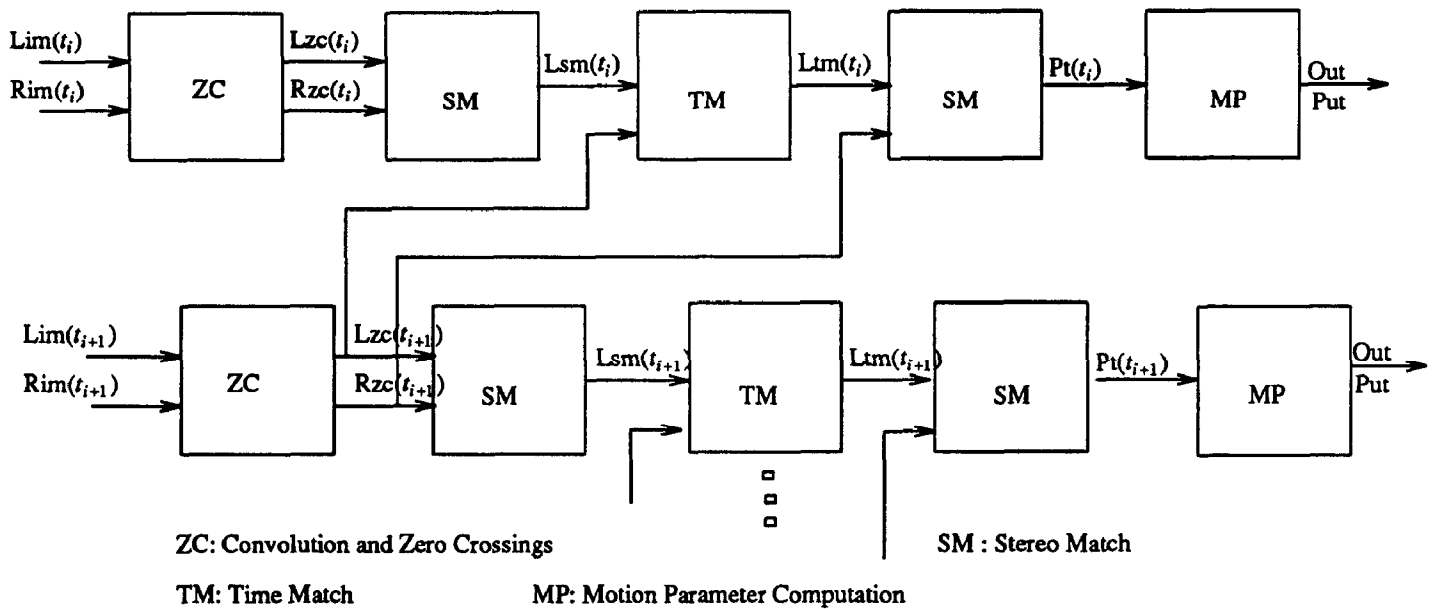 Lim(t_i)
Rim(t_i)
ZC
Lzc(t_i)
Rzc(t_i)
SM
Lsm(t_i)
TM
Ltm(t_i)
SM
Pt(t_i)
MP
Out
Put
Lim(t_{i+1})
Rim(t_{i+1})
ZC
Lzc(t_{i+1})
Rzc(t_{i+1})
SM
Lsm(t_{i+1})
TM
Ltm(t_{i+1})
SM
Pt(t_{i+1})
MP
Out
Put
ZC: Convolution and Zero Crossings
SM : Stereo Match
TM: Time Match
MP: Motion Parameter Computation